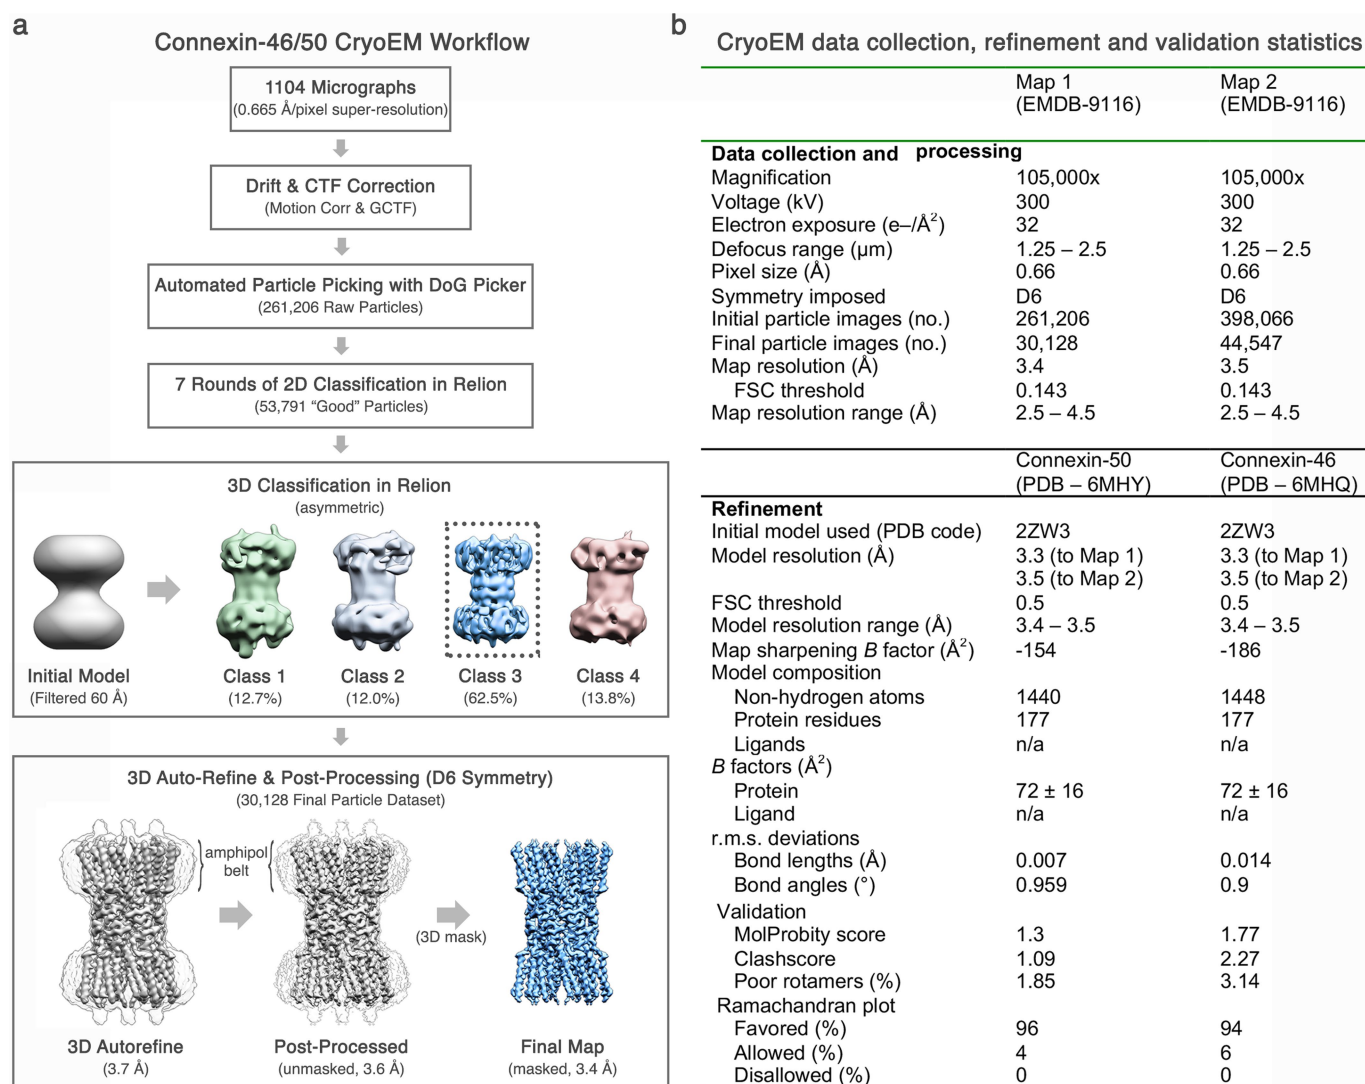 a
Connexin-46/50 CryoEM Workflow
1104 Micrographs
(0.665 Å/pixel super-resolution)
Drift & CTF Correction
(Motion Corr & GCTF)
Automated Particle Picking with DoG Picker
(261,206 Raw Particles)
7 Rounds of 2D Classification in Relion
(53,791 “Good” Particles)
3D Classification in Relion
(asymmetric)
Initial Model Class 1 Class 2 Class 3 Class 4
(Filtered 60 Å) (12.7%) (12.0%) (62.5%) (13.8%)
3D Auto-Refine & Post-Processing (D6 Symmetry)
(30,128 Final Particle Dataset)
amphipol
belt
(3D mask)
3D Autorefine Post-Processed Final Map
(3.7 Å) (unmasked, 3.6 Å) (masked, 3.4 Å)
b
CryoEM data collection, refinement and validation statistics
Map 1 Map 2
(EMDB-9116) (EMDB-9116)
Data collection and processing
Magnification 105,000x 105,000x
Voltage (kV) 300 300
Electron exposure (e–/Å²) 32 32
Defocus range (μm) 1.25 – 2.5 1.25 – 2.5
Pixel size (Å) 0.66 0.66
Symmetry imposed D6 D6
Initial particle images (no.) 261,206 398,066
Final particle images (no.) 30,128 44,547
Map resolution (Å) 3.4 3.5
FSC threshold 0.143 0.143
Map resolution range (Å) 2.5 – 4.5 2.5 – 4.5
Connexin-50 Connexin-46
(PDB – 6MHY) (PDB – 6MHQ)
Refinement
Initial model used (PDB code) 2ZW3 2ZW3
Model resolution (Å) 3.3 (to Map 1) 3.3 (to Map 1)
3.5 (to Map 2) 3.5 (to Map 2)
FSC threshold 0.5 0.5
Model resolution range (Å) 3.4 – 3.5 3.4 – 3.5
Map sharpening B factor (Å²) -154 -186
Model composition
Non-hydrogen atoms 1440 1448
Protein residues 177 177
Ligands n/a n/a
B factors (Å²)
Protein 72 ± 16 72 ± 16
Ligand n/a n/a
r.m.s. deviations
Bond lengths (Å) 0.007 0.014
Bond angles (°) 0.959 0.9
Validation
MolProbity score 1.3 1.77
Clashscore 1.09 2.27
Poor rotamers (%) 1.85 3.14
Ramachandran plot
Favored (%) 96 94
Allowed (%) 4 6
Disallowed (%) 0 0